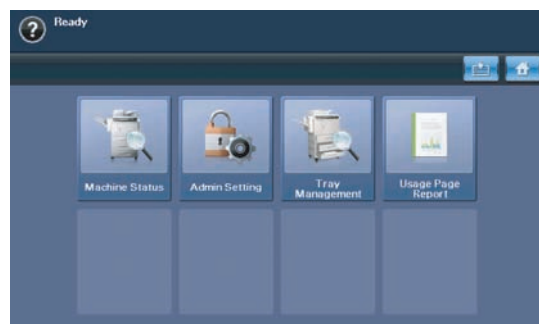 ?
Ready
Machine Status
Admin Setting
Tray
Management
Usage Page
Report